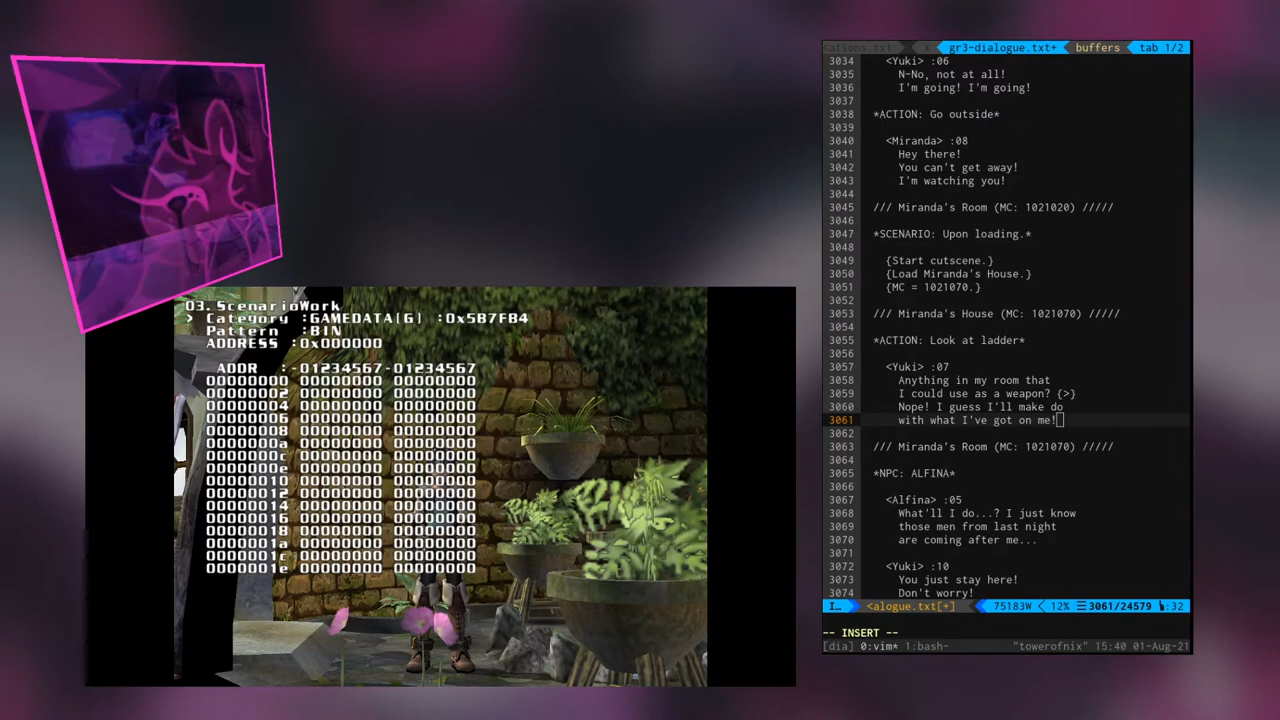 03.ScenarioWork
> Category :GAMEDATA[G] :0x5B7FB4
Pattern :BIN
ADDRESS :0x000000
ADDR :-01234567-01234567
00000000 00000000 00000000
00000002 00000000 00000000
00000004 00000000 00000000
00000006 00000000 00000000
00000008 00000000 00000000
0000000a 00000000 00000000
0000000c 00000000 00000000
0000000e 00000000 00000000
00000010 00000000 00000000
00000012 00000000 00000000
00000014 00000000 00000000
00000016 00000000 00000000
00000018 00000000 00000000
0000001a 00000000 00000000
0000001c 00000000 00000000
0000001e 00000000 00000000
ations.txt X gr3-dialogue.txt+ buffers tab 1/2
3034 <Yuki> :06
3035 N-No, not at all!
3036 I'm going! I'm going!
3037
3038 *ACTION: Go outside*
3039
3040 <Miranda> :08
3041 Hey there!
3042 You can't get away!
3043 I'm watching you!
3044
3045 /// Miranda's Room (MC: 1021020) /////
3046
3047 *SCENARIO: Upon loading.*
3048
3049 {Start cutscene.}
3050 {Load Miranda's House.}
3051 {MC = 1021070.}
3052
3053 /// Miranda's House (MC: 1021070) /////
3054
3055 *ACTION: Look at ladder*
3056
3057 <Yuki> :07
3058 Anything in my room that
3059 I could use as a weapon? {>}
3060 Nope! I guess I'll make do
3061 with what I've got on me!
3062
3063 /// Miranda's Room (MC: 1021070) /////
3064
3065 *NPC: ALFINA*
3066
3067 <Alfina> :05
3068 What'll I do...? I just know
3069 those men from last night
3070 are coming after me...
3071
3072 <Yuki> :10
3073 You just stay here!
3074 Don't worry!
I… <alogue.txt[+] 75183W 12% ☰3061/24579 :32
-- INSERT --
[dia] 0:vim* 1:bash- "towerofnix" 15:40 01-Aug-21